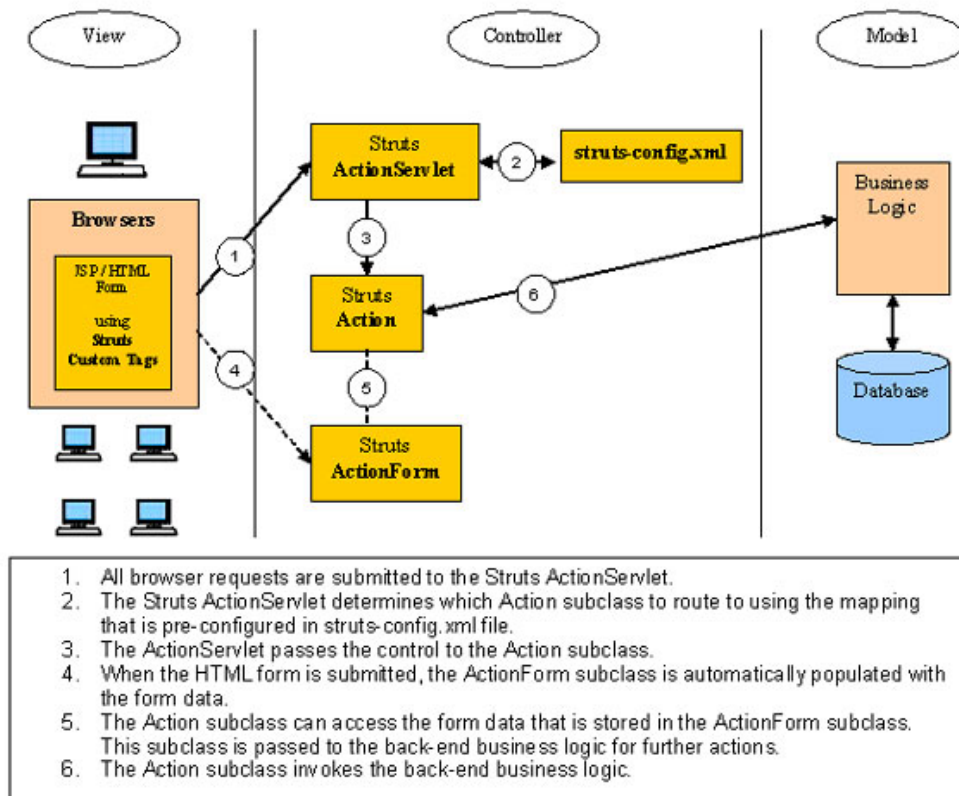 View
Controller
Model
Struts
ActionServlet
2
struts-config.xml
Business
Logic
Browsers
JSP / HTML
Form
using
Struts
Custom Tags
1
3
Struts
Action
6
4
5
Database
Struts
ActionForm
1. All browser requests are submitted to the Struts ActionServlet.
2. The Struts ActionServlet determines which Action subclass to route to using the mapping
that is pre-configured in struts-config.xml file.
3. The ActionServlet passes the control to the Action subclass.
4. When the HTML form is submitted, the ActionForm subclass is automatically populated with
the form data.
5. The Action subclass can access the form data that is stored in the ActionForm subclass.
This subclass is passed to the back-end business logic for further actions.
6. The Action subclass invokes the back-end business logic.